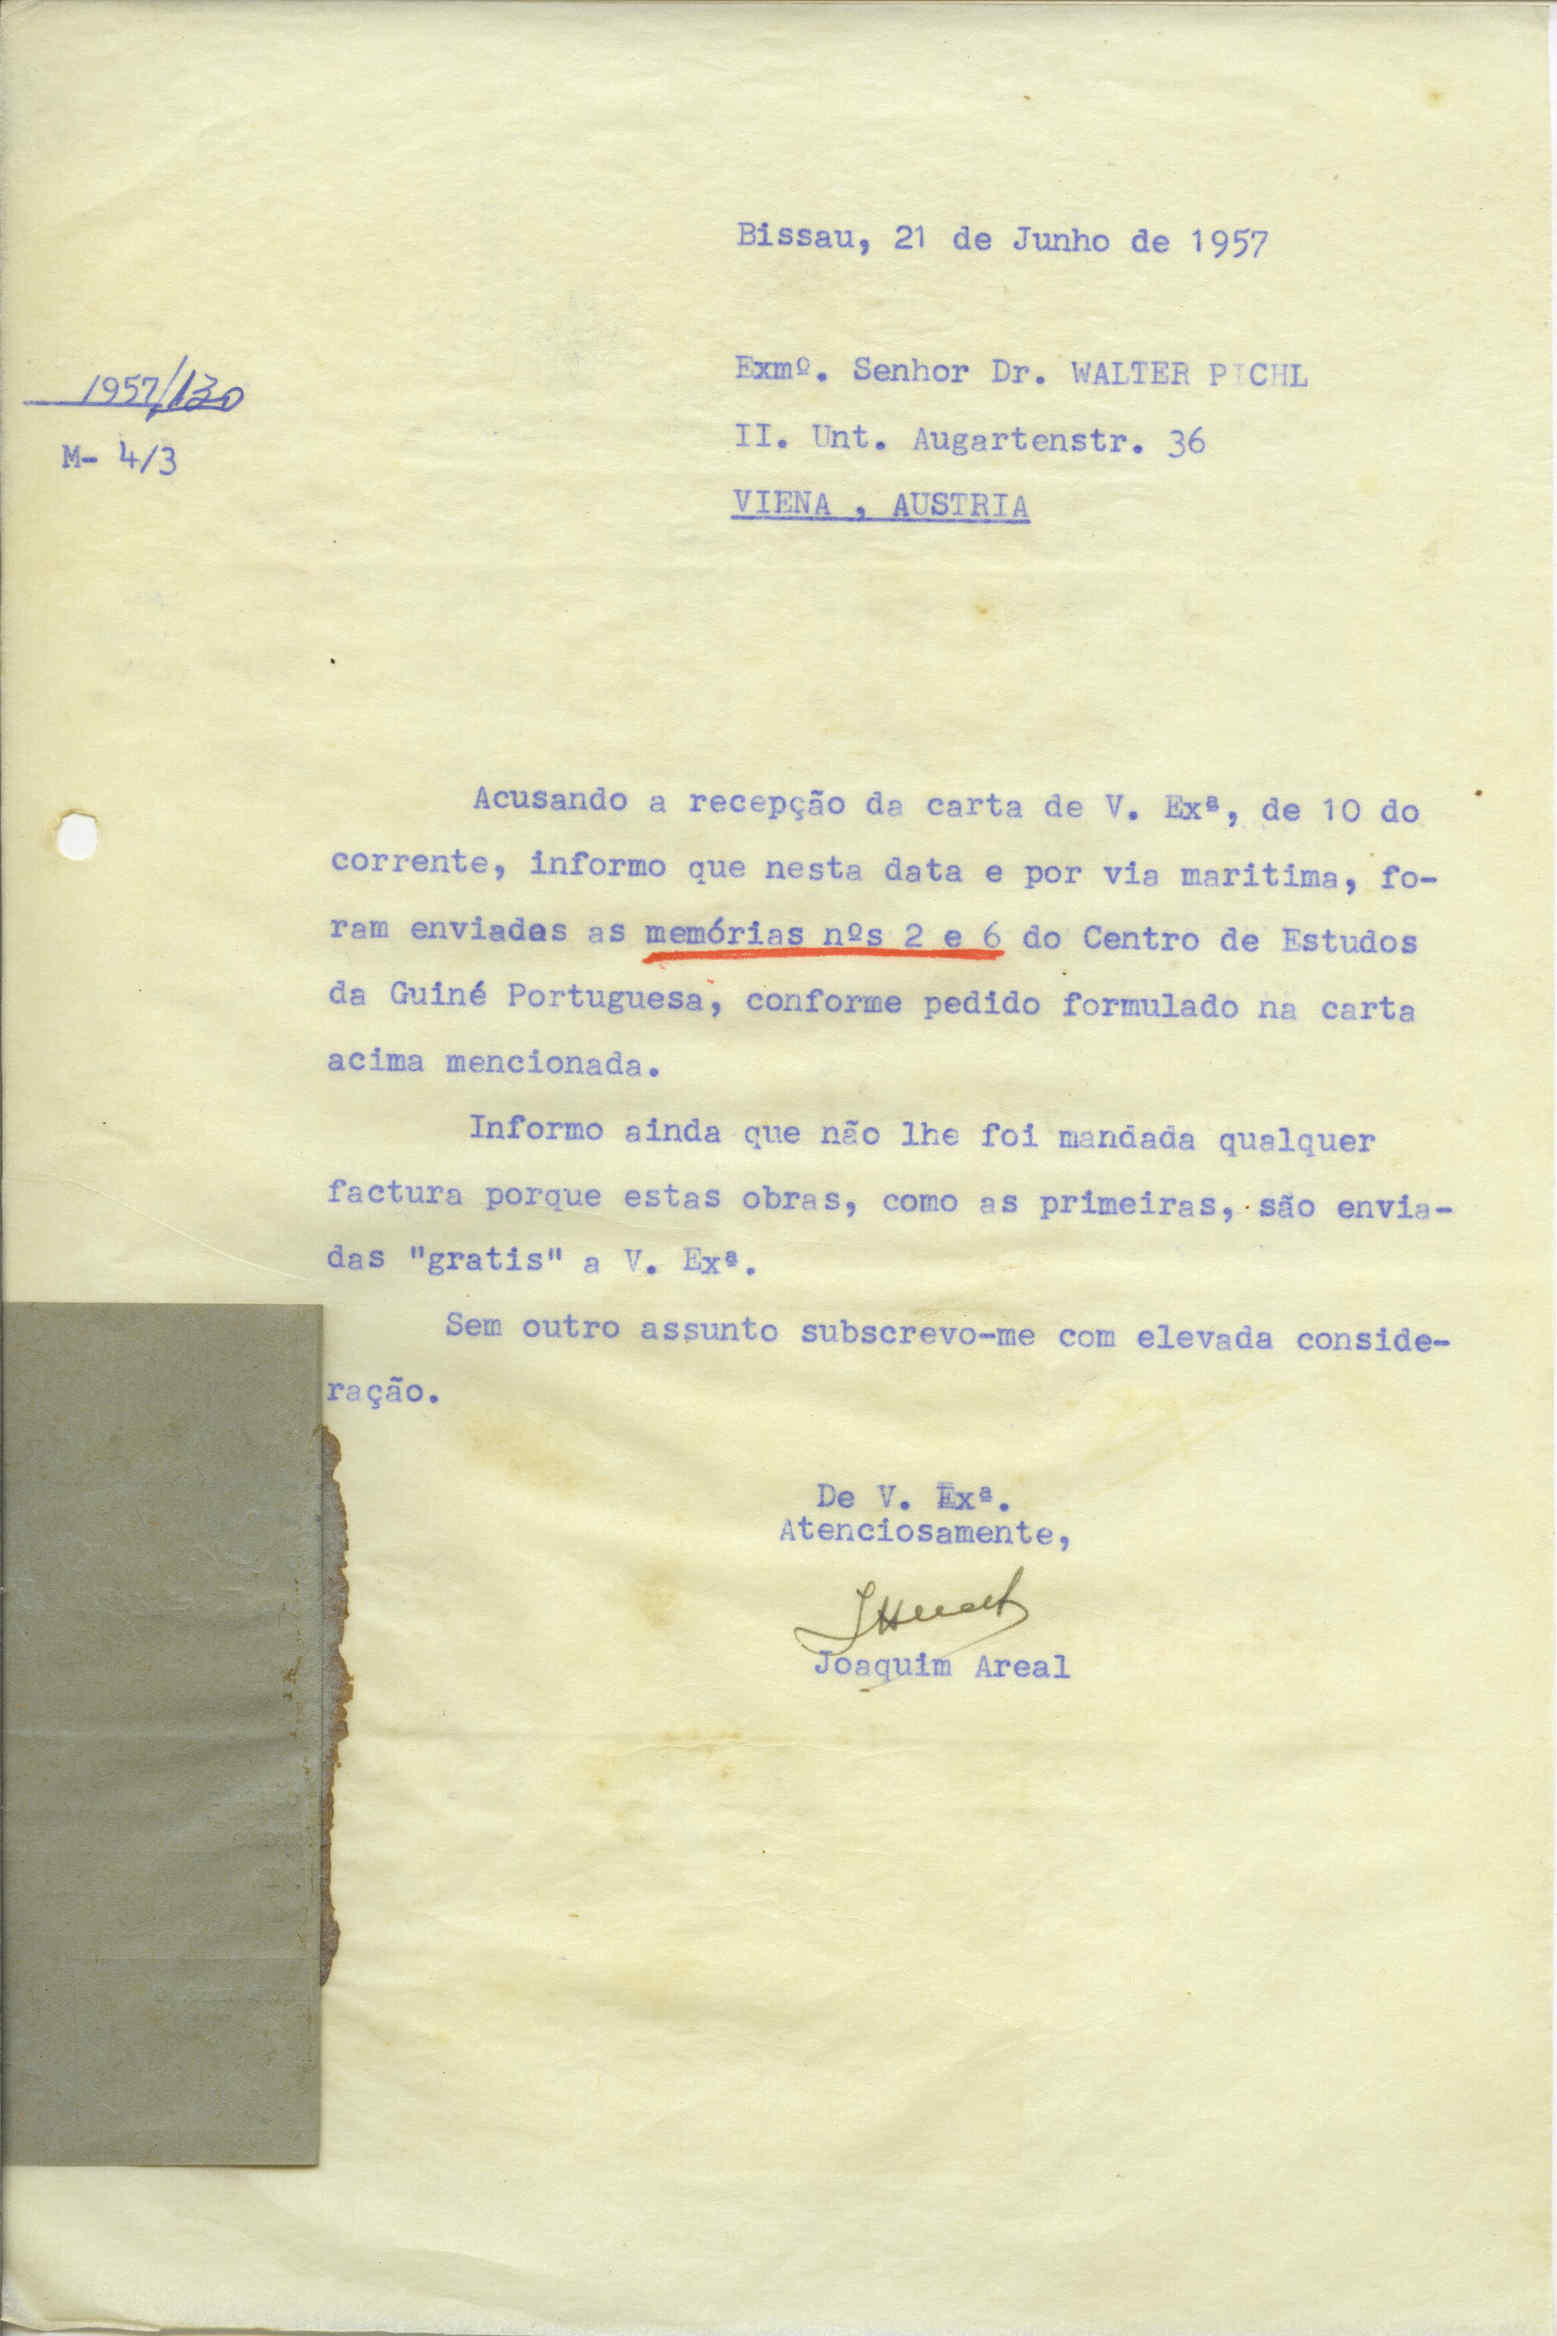 Bissau, 21 de Junho de 1957
Exmº. Senhor Dr. WALTER PICHL
1957/130
II. Unt. Augartenstr. 36
M- 4/3
VIENA , AUSTRIA
Acusando a recepção da carta de V. Exª, de 10 do
corrente, informo que nesta data e por via maritima, fo-
ram enviadas as memórias nºs 2 e 6 do Centro de Estudos
da Guiné Portuguesa, conforme pedido formulado na carta
acima mencionada.
Informo ainda que não lhe foi mandada qualquer
factura porque estas obras, como as primeiras, são envia-
das "gratis" a V. Exª.
Sem outro assunto subscrevo-me com elevada conside-
ração.
De V. Exª.
Atenciosamente,
Joaquim Areal